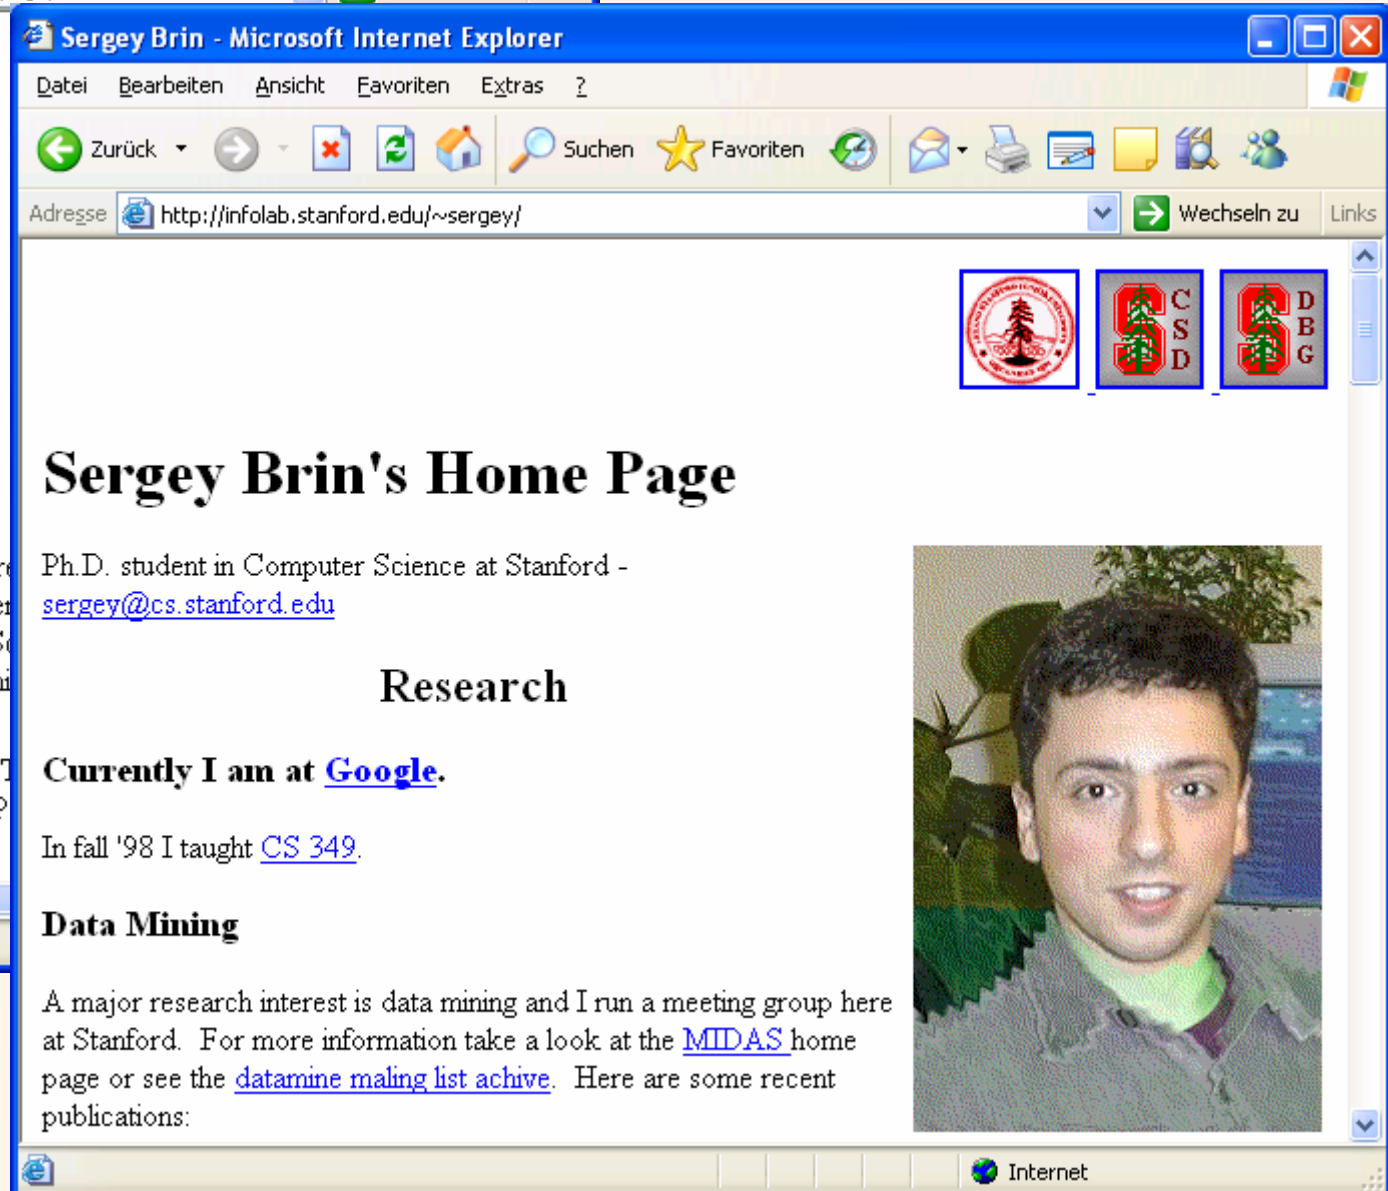 Sergey Brin - Microsoft Internet Explorer
Datei Bearbeiten Ansicht Favoriten Extras ?
Zurück Suchen Favoriten
Adresse http://infolab.stanford.edu/~sergey/ Wechseln zu Links
C S D
D B G
Sergey Brin's Home Page
Ph.D. student in Computer Science at Stanford -
sergey@cs.stanford.edu
Research
Currently I am at Google.
In fall '98 I taught CS 349.
Data Mining
A major research interest is data mining and I run a meeting group here
at Stanford. For more information take a look at the MIDAS home
page or see the datamine maling list achive. Here are some recent
publications:
Internet